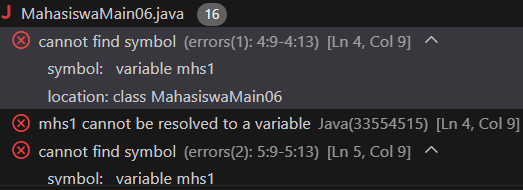 MahasiswaMain06.java 16
cannot find symbol (errors(1): 4:9-4:13) [Ln 4, Col 9]
symbol: variable mhs1
location: class MahasiswaMain06
mhs1 cannot be resolved to a variable Java(33554515) [Ln 4, Col 9]
cannot find symbol (errors(2): 5:9-5:13) [Ln 5, Col 9]
symbol: variable mhs1